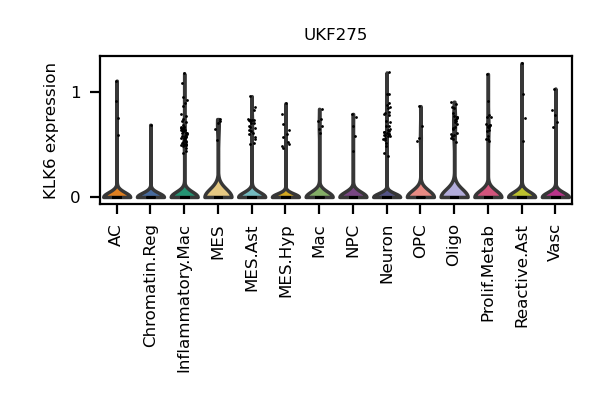 UKF275
KLK6 expression
1
0
AC
Chromatin.Reg
Inflammatory.Mac
MES
MES.Ast
MES.Hyp
Mac
NPC
Neuron
OPC
Oligo
Prolif.Metab
Reactive.Ast
Vasc